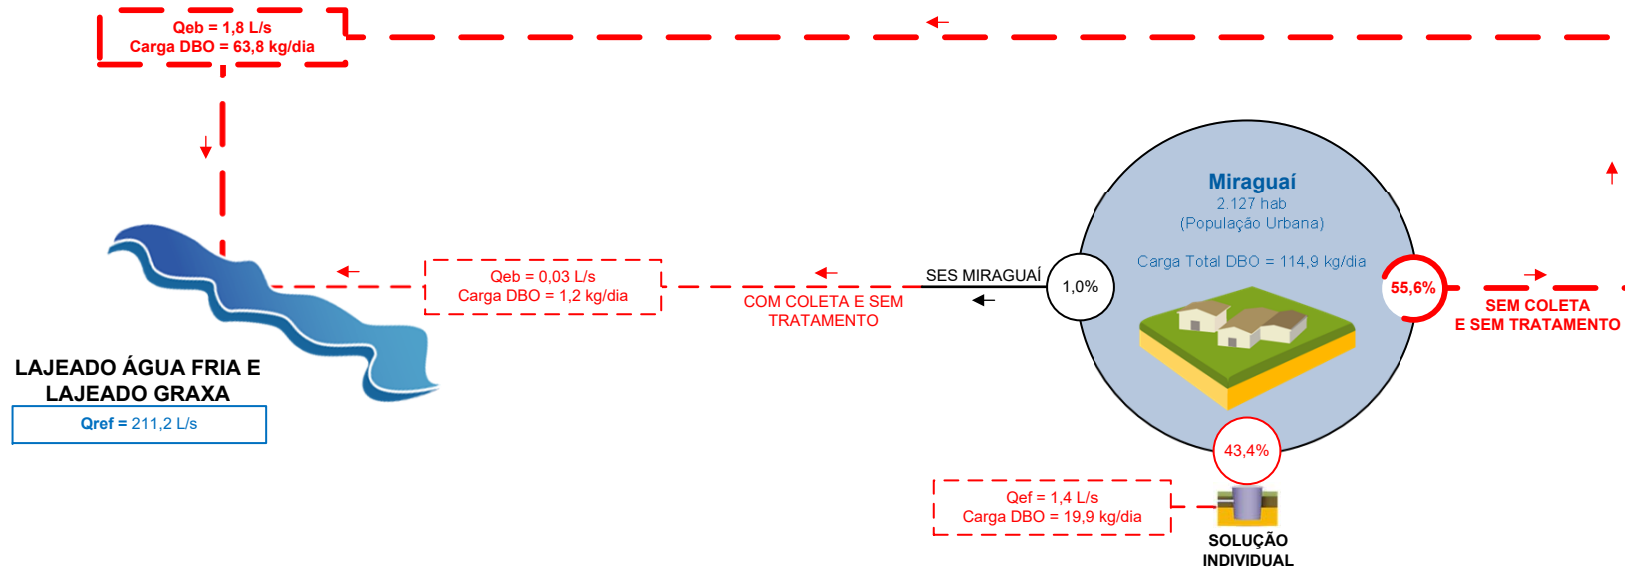 Qeb = 1,8 L/s
Carga DBO = 63,8 kg/dia
Miraguaí
2.127 hab
(População Urbana)
Carga Total DBO = 114,9 kg/dia
Qeb = 0,03 L/s
Carga DBO = 1,2 kg/dia
COM COLETA E SEM
TRATAMENTO
SES MIRAGUAÍ
1,0%
55,6%
SEM COLETA
E SEM TRATAMENTO
LAJEADO ÁGUA FRIA E
LAJEADO GRAXA
Qref = 211,2 L/s
43,4%
Qef = 1,4 L/s
Carga DBO = 19,9 kg/dia
SOLUÇÃO
INDIVIDUAL